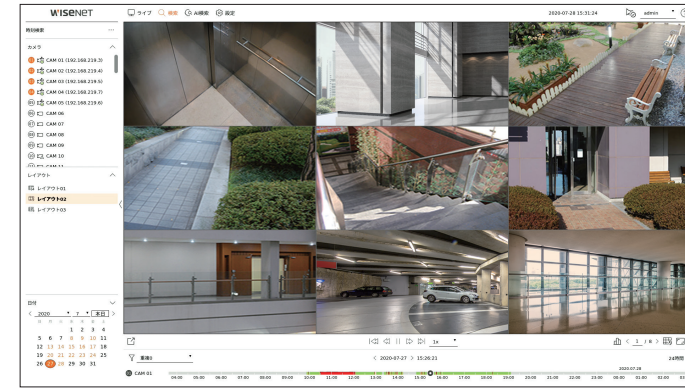 WISENET
ライブ 検索 AI検索 設定
2020-07-28 15:31:24 admin
時刻検索
カメラ
CAM 01 (192.168.219.3)
CAM 02 (192.168.219.4)
CAM 03 (192.168.219.5)
CAM 04 (192.168.219.7)
CAM 05 (192.168.219.6)
CAM 06
CAM 07
CAM 08
CAM 09
CAM 10
CAM 11
レイアウト
レイアウト01
レイアウト02
レイアウト03
日付
2020 7 本日
日 月 火 水 木 金 土
1 2 3 4
5 6 7 8 9 10 11
12 13 14 15 16 17 18
19 20 21 22 23 24 25
26 27 28 29 30 31
1x
1 / 8
重複0
2020-07-27 15:26:21
24時間
2020.07.28
CAM 01
04:00 05:00 06:00 07:00 08:00 09:00 10:00 11:00 12:00 13:00 14:00 15:00 16:00 17:00 18:00 19:00 20:00 21:00 22:00 23:00 00:00 01:00 02:00